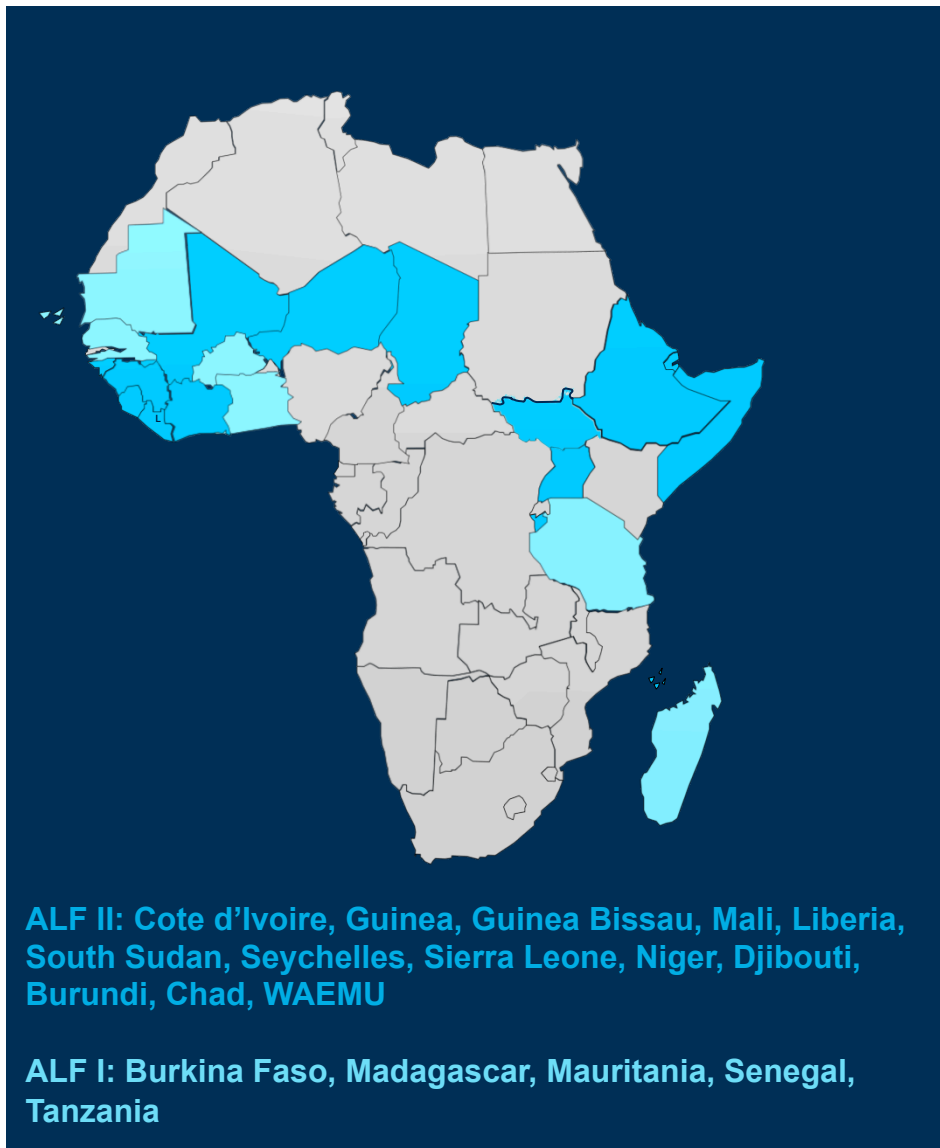 L
ALF II: Cote d’Ivoire, Guinea, Guinea Bissau, Mali, Liberia,
South Sudan, Seychelles, Sierra Leone, Niger, Djibouti,
Burundi, Chad, WAEMU
ALF I: Burkina Faso, Madagascar, Mauritania, Senegal,
Tanzania